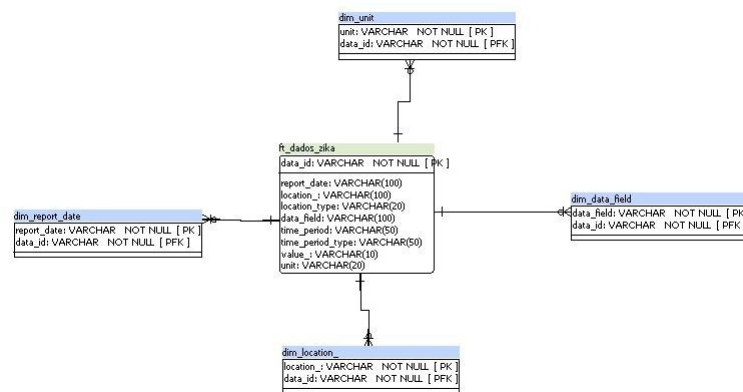 dim_unit
unit: VARCHAR NOT NULL [ PK ]
data_id: VARCHAR NOT NULL [ PFK ]
ft_dados_zika
data_id: VARCHAR NOT NULL [ PK ]
report_date: VARCHAR(100)
location_: VARCHAR(100)
location_type: VARCHAR(20)
data_field: VARCHAR(100)
time_period: VARCHAR(50)
time_period_type: VARCHAR(50)
value_: VARCHAR(10)
unit: VARCHAR(20)
dim_report_date
report_date: VARCHAR NOT NULL [ PK ]
data_id: VARCHAR NOT NULL [ PFK ]
dim_data_field
data_field: VARCHAR NOT NULL [ PK
data_id: VARCHAR NOT NULL [ PFK ]
dim_location_
location_: VARCHAR NOT NULL [ PK ]
data_id: VARCHAR NOT NULL [ PFK ]